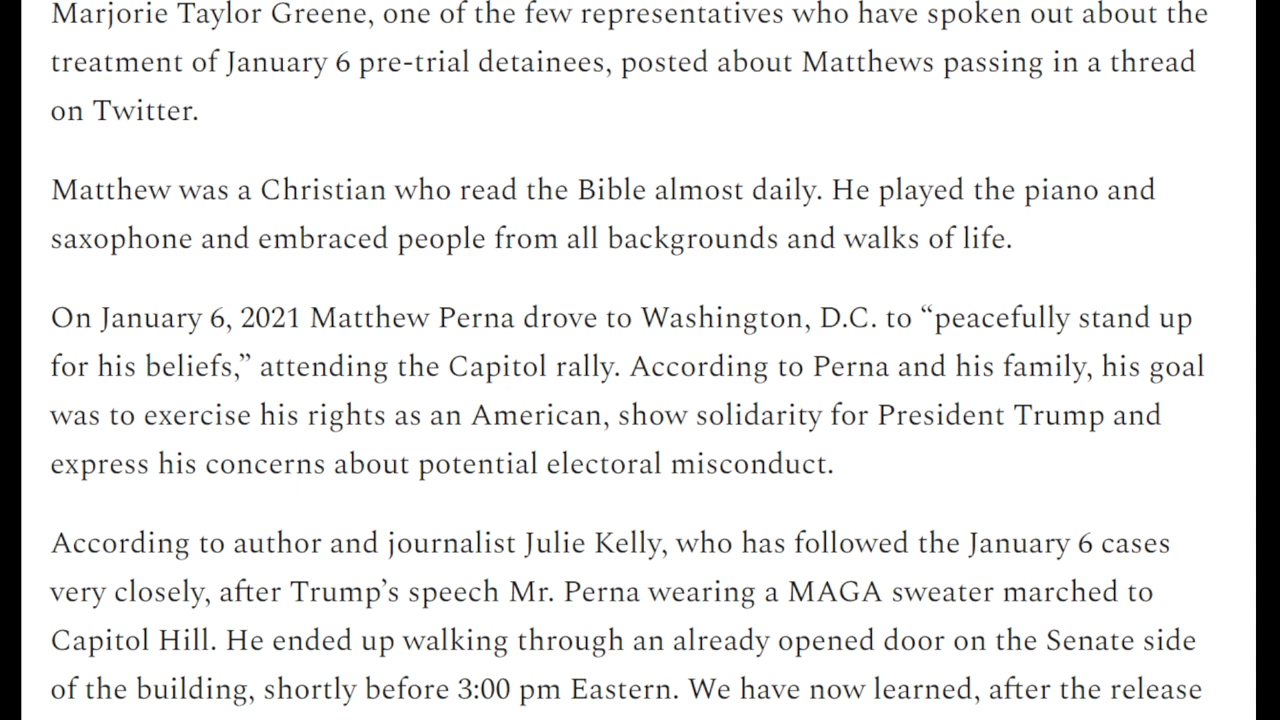 Marjorie Taylor Greene, one of the few representatives who have spoken out about the
treatment of January 6 pre-trial detainees, posted about Matthews passing in a thread
on Twitter.
Matthew was a Christian who read the Bible almost daily. He played the piano and
saxophone and embraced people from all backgrounds and walks of life.
On January 6, 2021 Matthew Perna drove to Washington, D.C. to “peacefully stand up
for his beliefs,” attending the Capitol rally. According to Perna and his family, his goal
was to exercise his rights as an American, show solidarity for President Trump and
express his concerns about potential electoral misconduct.
According to author and journalist Julie Kelly, who has followed the January 6 cases
very closely, after Trump’s speech Mr. Perna wearing a MAGA sweater marched to
Capitol Hill. He ended up walking through an already opened door on the Senate side
of the building, shortly before 3:00 pm Eastern. We have now learned, after the release